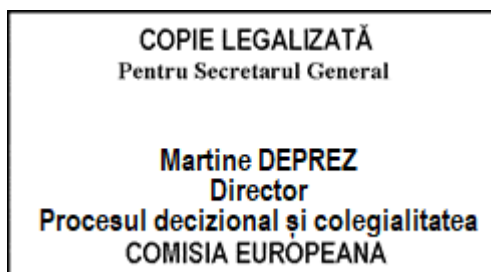 COPIE LEGALIZATĂ
Pentru Secretarul General
Martine DEPREZ
Director
Procesul decizional și colegialitatea
COMISIA EUROPEANA